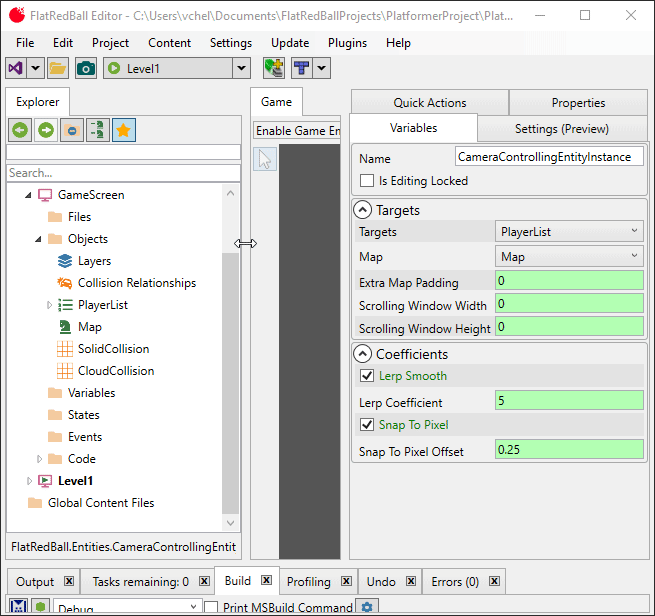 FlatRedBall Editor - C:\Users\vchel\Documents\FlatRedBallProjects\PlatformerProject\Plat...
File Edit Project Content Settings Update Plugins Help
Level1
Explorer
Game
Quick Actions Properties
Variables Settings (Preview)
Enable Game En
Search...
GameScreen
Files
Objects
Layers
Collision Relationships
PlayerList
Map
SolidCollision
CloudCollision
Variables
States
Events
Code
Level1
Global Content Files
FlatRedBall.Entities.CameraControllingEntit
Name CameraControllingEntityInstance
Is Editing Locked
Targets
Targets PlayerList
Map Map
Extra Map Padding 0
Scrolling Window Width 0
Scrolling Window Height 0
Coefficients
Lerp Smooth
Lerp Coefficient 5
Snap To Pixel
Snap To Pixel Offset 0.25
Output Tasks remaining: 0 Build Profiling Undo Errors (0)
Debug Print MSBuild Command